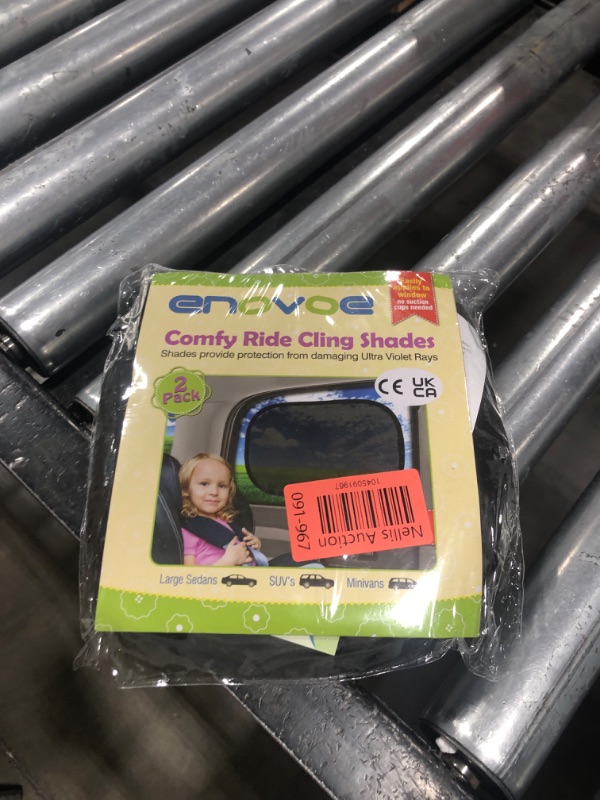 enovoe
Easily
applies to
window
no suction
cups needed
Comfy Ride Cling Shades
Shades provide protection from damaging Ultra Violet Rays
2
Pack
CE UK
CA
Nellis Auction
1045091967
091-967
Large Sedans
SUV's
Minivans